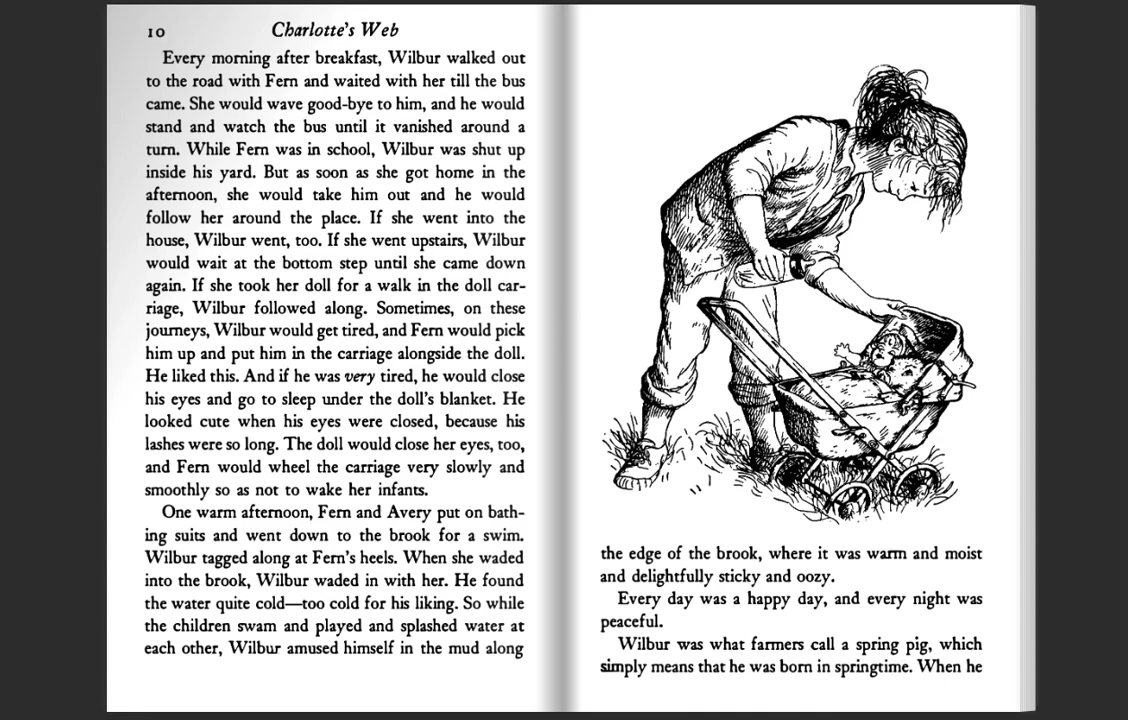 10
Charlotte's Web
Every morning after breakfast, Wilbur walked out
to the road with Fern and waited with her till the bus
came. She would wave good-bye to him, and he would
stand and watch the bus until it vanished around a
turn. While Fern was in school, Wilbur was shut up
inside his yard. But as soon as she got home in the
afternoon, she would take him out and he would
follow her around the place. If she went into the
house, Wilbur went, too. If she went upstairs, Wilbur
would wait at the bottom step until she came down
again. If she took her doll for a walk in the doll car-
riage, Wilbur followed along. Sometimes, on these
journeys, Wilbur would get tired, and Fern would pick
him up and put him in the carriage alongside the doll.
He liked this. And if he was very tired, he would close
his eyes and go to sleep under the doll's blanket. He
looked cute when his eyes were closed, because his
lashes were so long. The doll would close her eyes, too,
and Fern would wheel the carriage very slowly and
smoothly so as not to wake her infants.
One warm afternoon, Fern and Avery put on bath-
ing suits and went down to the brook for a swim.
Wilbur tagged along at Fern's heels. When she waded
into the brook, Wilbur waded in with her. He found
the water quite cold—too cold for his liking. So while
the children swam and played and splashed water at
each other, Wilbur amused himself in the mud along
the edge of the brook, where it was warm and moist
and delightfully sticky and oozy.
Every day was a happy day, and every night was
peaceful.
Wilbur was what farmers call a spring pig, which
simply means that he was born in springtime. When he